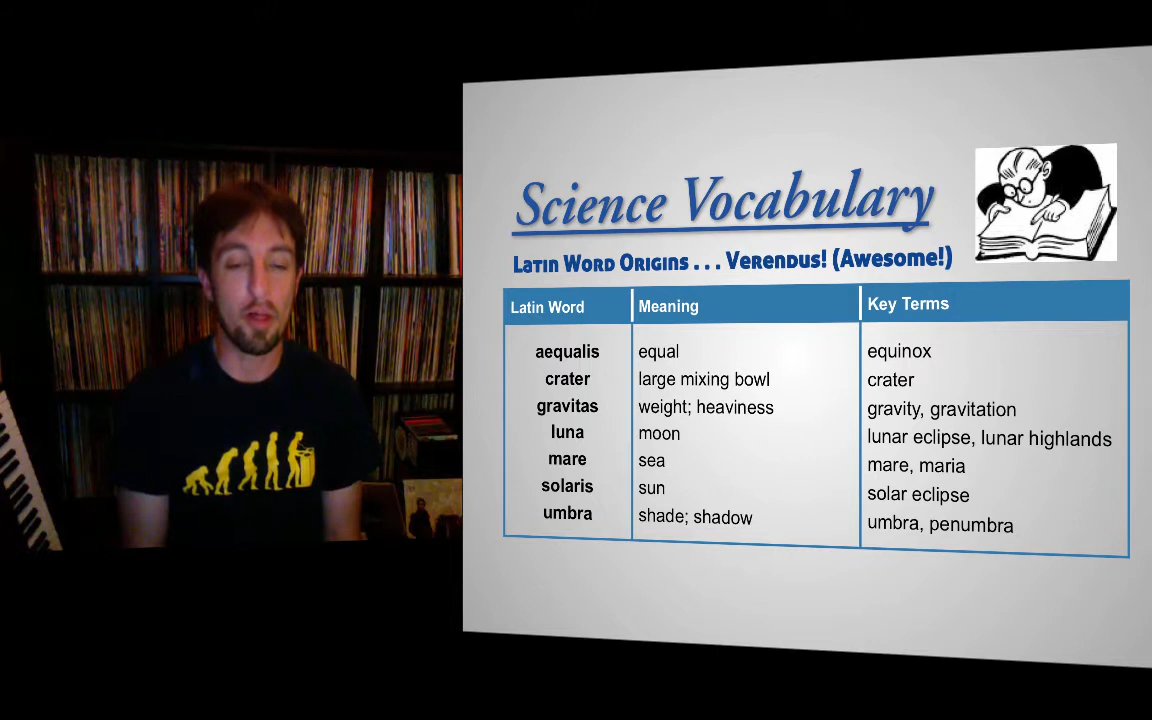 Science Vocabulary
Latin Word Origins . . . Verendus! (Awesome!)
Latin Word Meaning Key Terms
aequalis equal equinox
crater large mixing bowl crater
gravitas weight; heaviness gravity, gravitation
luna moon lunar eclipse, lunar highlands
mare sea mare, maria
solaris sun solar eclipse
umbra shade; shadow umbra, penumbra